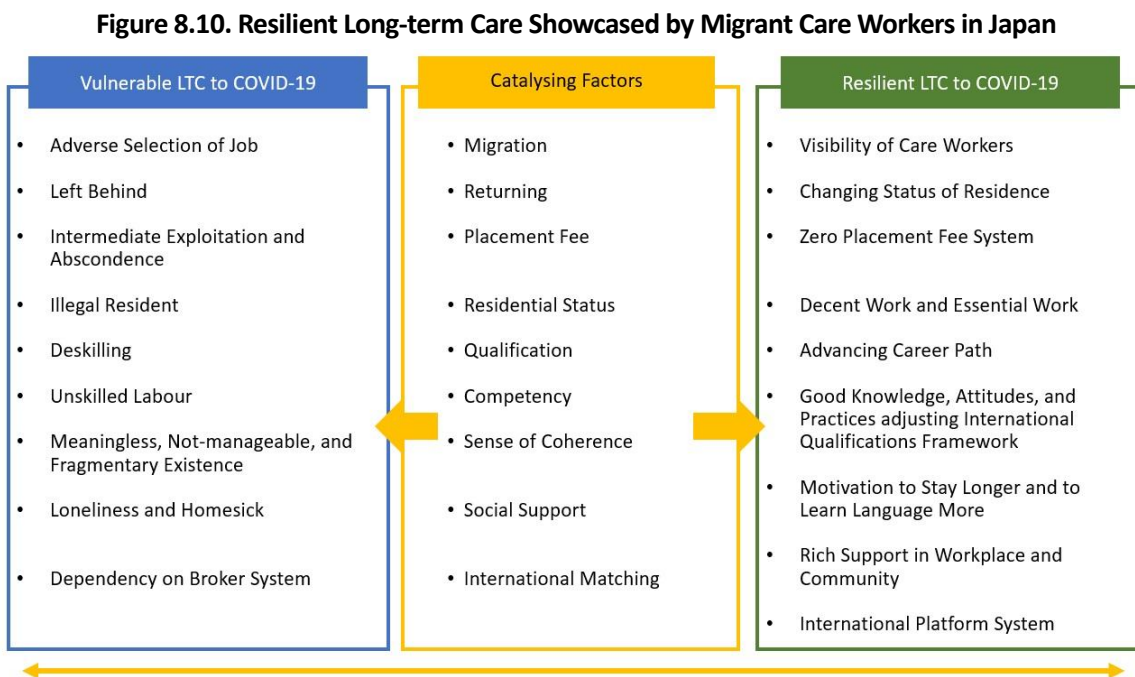 Figure 8.10. Resilient Long-term Care Showcased by Migrant Care Workers in Japan
Vulnerable LTC to COVID-19
• Adverse Selection of Job
• Left Behind
• Intermediate Exploitation and
Abscondence
• Illegal Resident
• Deskilling
• Unskilled Labour
• Meaningless, Not-manageable, and
Fragmentary Existence
• Loneliness and Homesick
• Dependency on Broker System
Catalysing Factors
• Migration
• Returning
• Placement Fee
• Residential Status
• Qualification
• Competency
• Sense of Coherence
• Social Support
• International Matching
Resilient LTC to COVID-19
• Visibility of Care Workers
• Changing Status of Residence
• Zero Placement Fee System
• Decent Work and Essential Work
• Advancing Career Path
• Good Knowledge, Attitudes, and
Practices adjusting International
Qualifications Framework
• Motivation to Stay Longer and to
Learn Language More
• Rich Support in Workplace and
Community
• International Platform System